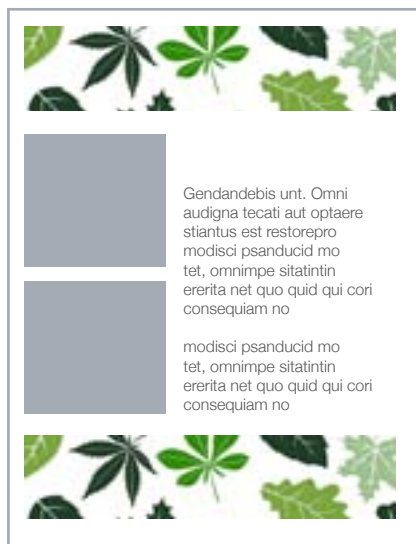 Gendandebis unt. Omni
audigna tecati aut optaere
stiantus est restorepro
modisci psanducid mo
tet, omnimpe sitatintin
ererita net quo quid qui cori
consequiam no
modisci psanducid mo
tet, omnimpe sitatintin
ererita net quo quid qui cori
consequiam no